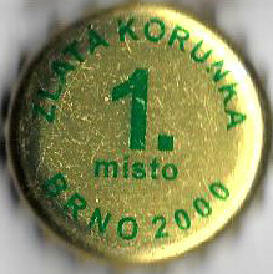 ZLATÁ KORUNKA
1.
místo
BRNO 2000